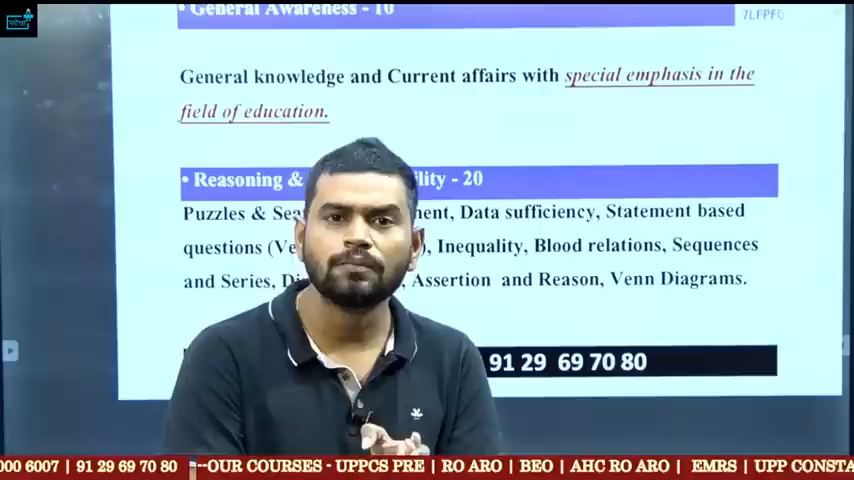 • General Awareness - 10
General knowledge and Current affairs with special emphasis in the
field of education.
• Reasoning & ility - 20
Puzzles & Sea ent, Data sufficiency, Statement based
questions (Ve ), Inequality, Blood relations, Sequences
and Series, Di , Assertion and Reason, Venn Diagrams.
91 29 69 70 80
000 6007 | 91 29 69 70 80 --OUR COURSES - UPPCS PRE | RO ARO | BEO | AHC RO ARO | EMRS | UPP CONSTA